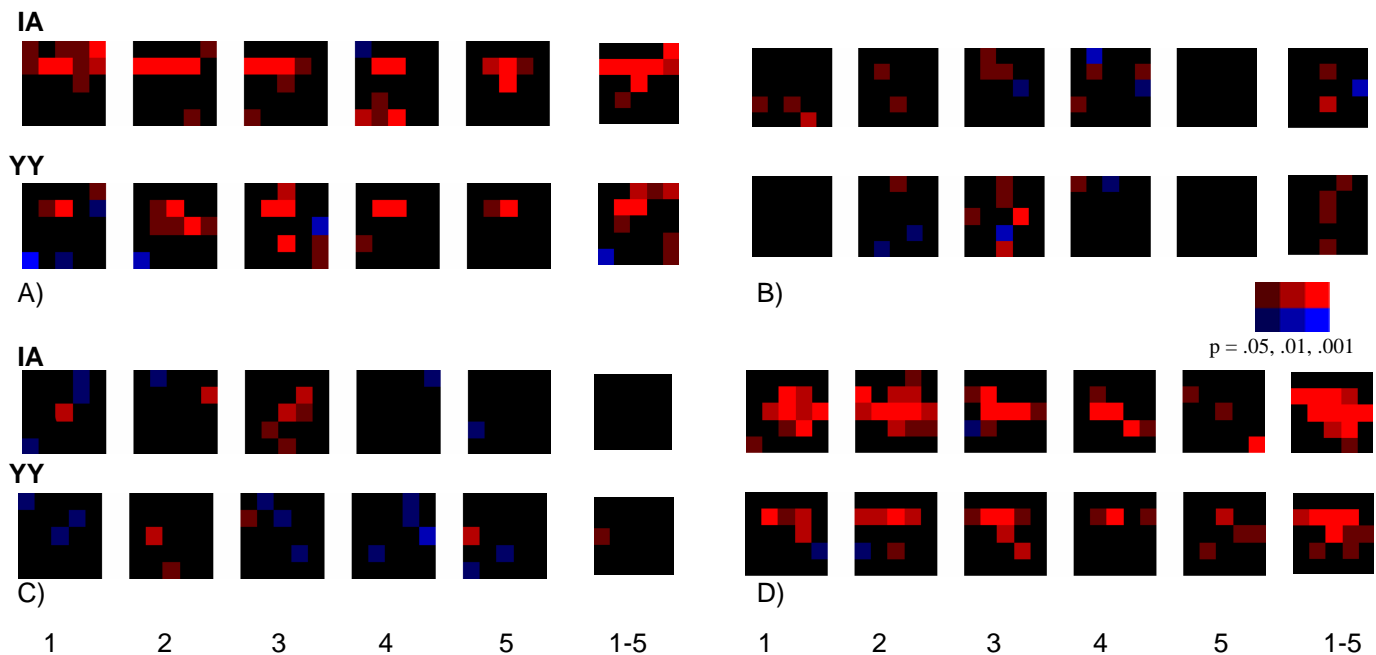 IA
YY
A)
B)
p = .05, .01, .001
IA
YY
C)
D)
1 2 3 4 5 1-5 1 2 3 4 5 1-5